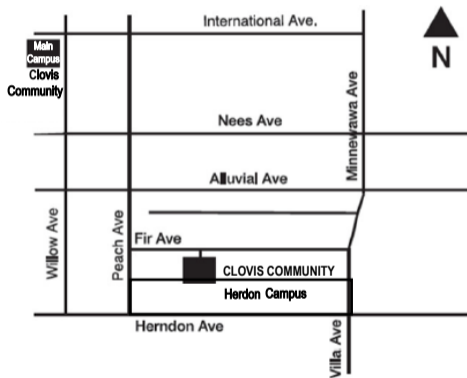 International Ave.
N
Main
Campus
Clovis
Community
Nees Ave
Minnewawa Ave
Alluvial Ave
Willow Ave
Peach Ave
Fir Ave
CLOVIS COMMUNITY
Herdon Campus
Herndon Ave
Villa Ave